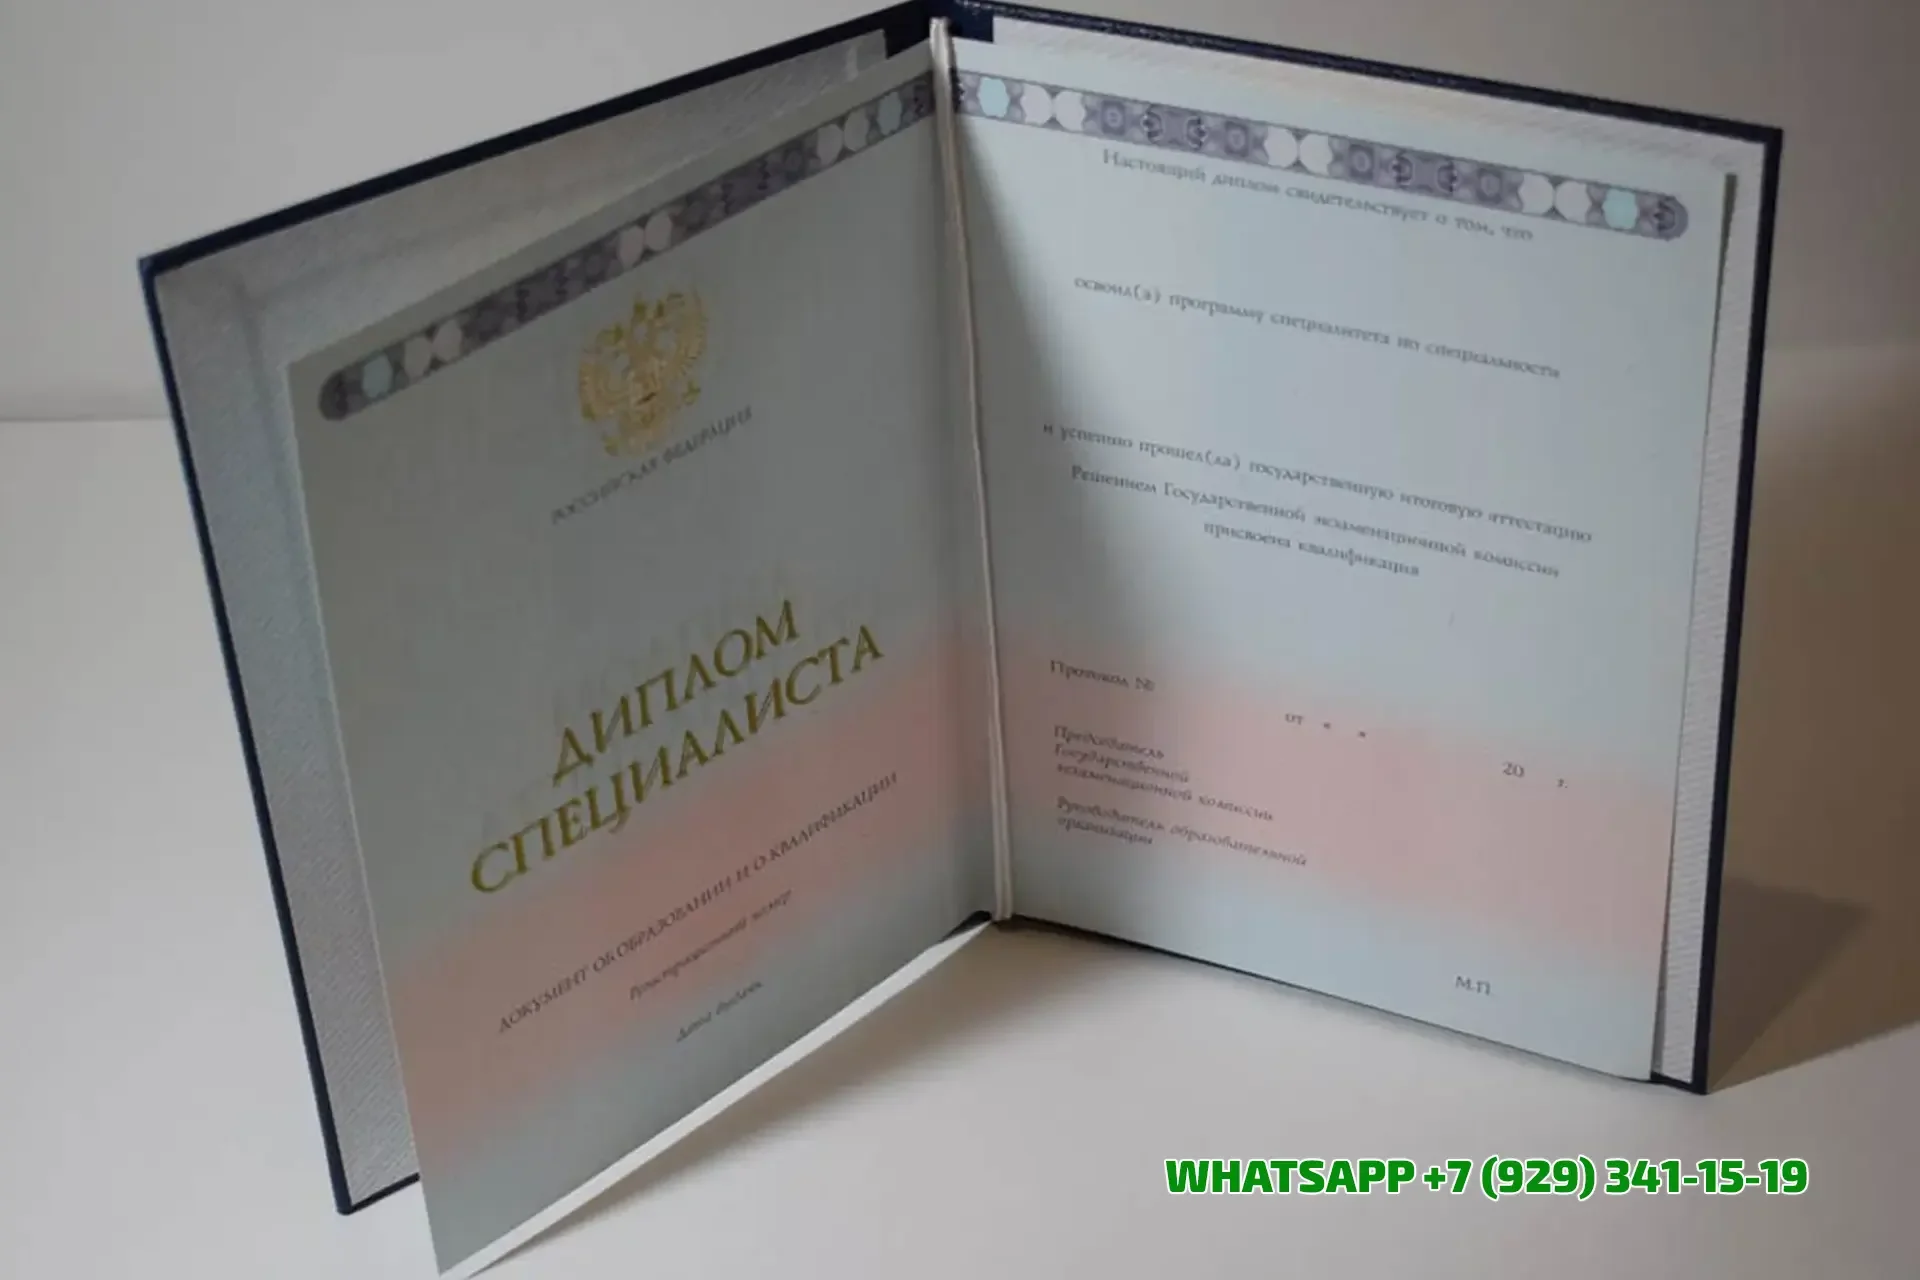 РОССИЙСКАЯ ФЕДЕРАЦИЯ
ДИПЛОМ
СПЕЦИАЛИСТА
ДОКУМЕНТ ОБ ОБРАЗОВАНИИ И О КВАЛИФИКАЦИИ
Регистрационный номер
Дата выдачи
Настоящий диплом свидетельствует о том, что
освоил(а) программу специалитета по специальности
и успешно прошел(ла) государственную итоговую аттестацию
Решением Государственной экзаменационной комиссии
присвоена квалификация
Протокол №
от « » 20 г.
Председатель
Государственной
экзаменационной комиссии
Руководитель образовательной
организации
М.П.
WHATSAPP +7 (929) 341-15-19